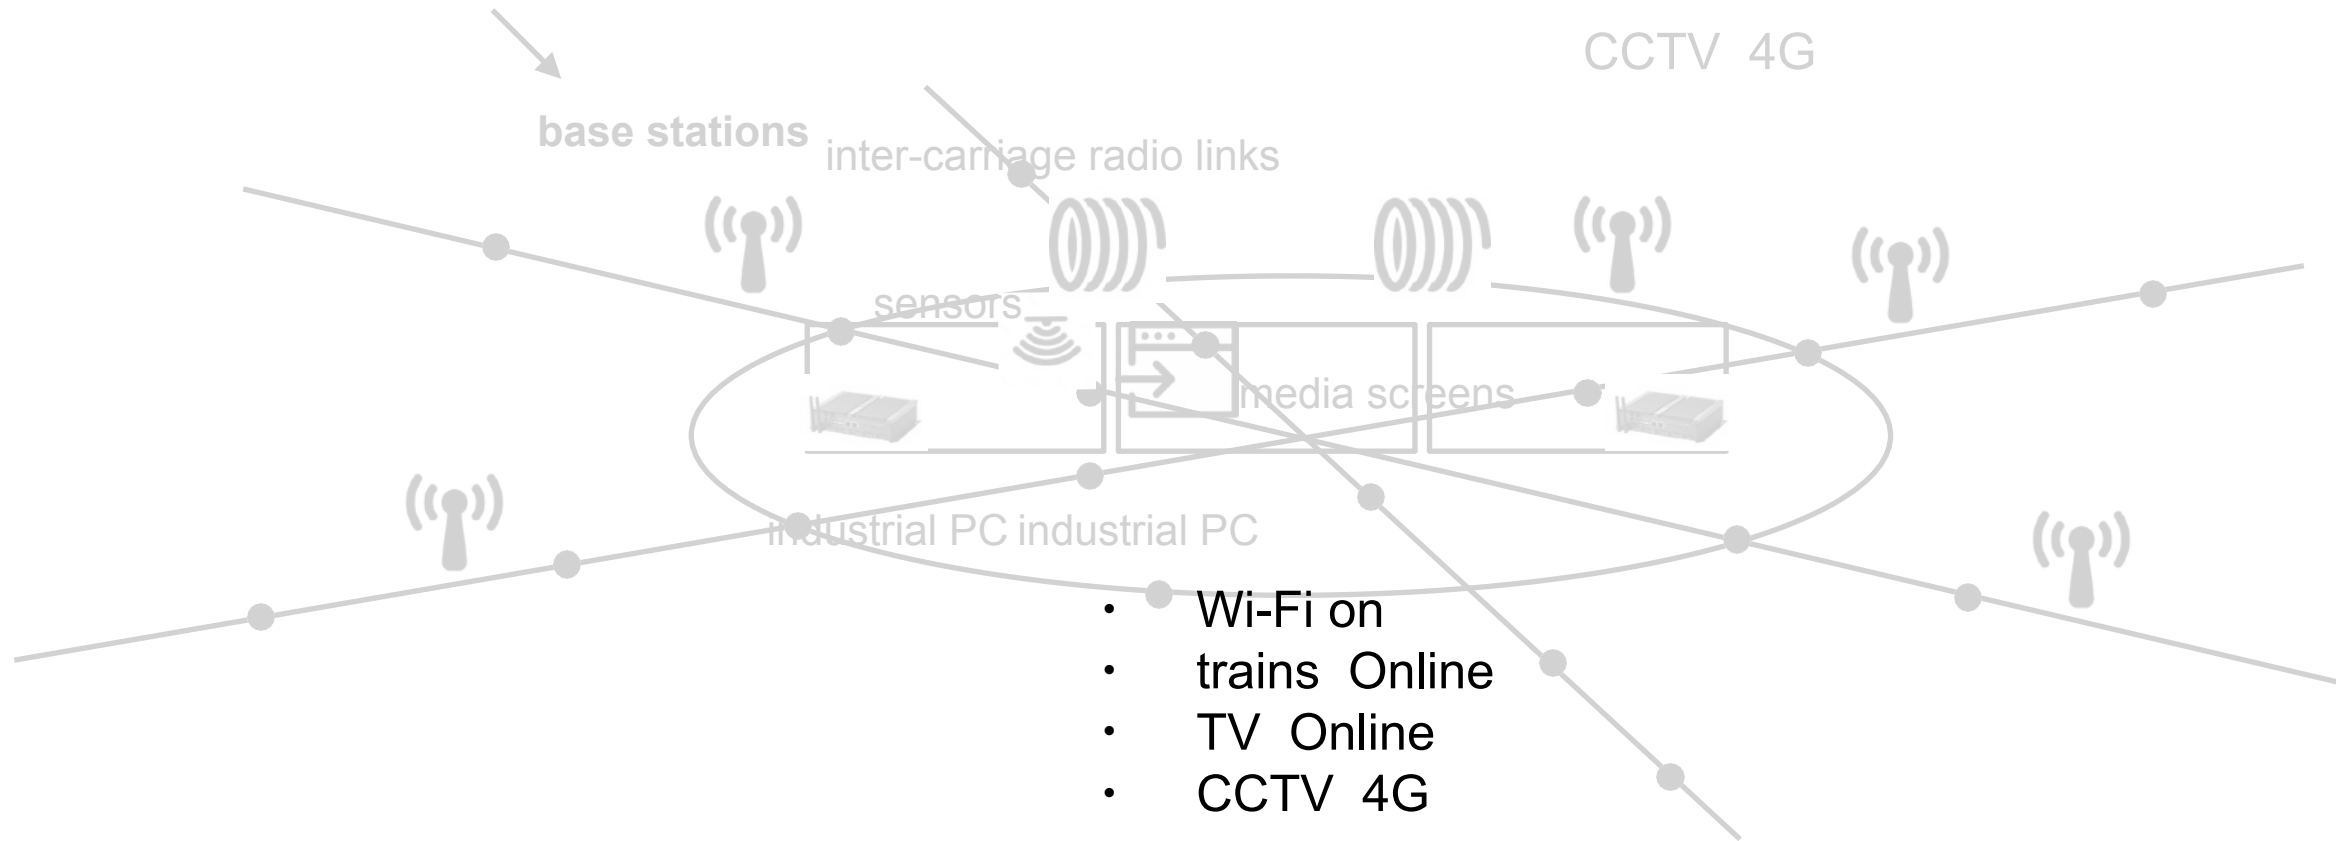 CCTV 4G
base stations
inter-carriage radio links
sensors
media screens
industrial PC industrial PC
• Wi-Fi on
• trains Online
• TV Online
• CCTV 4G